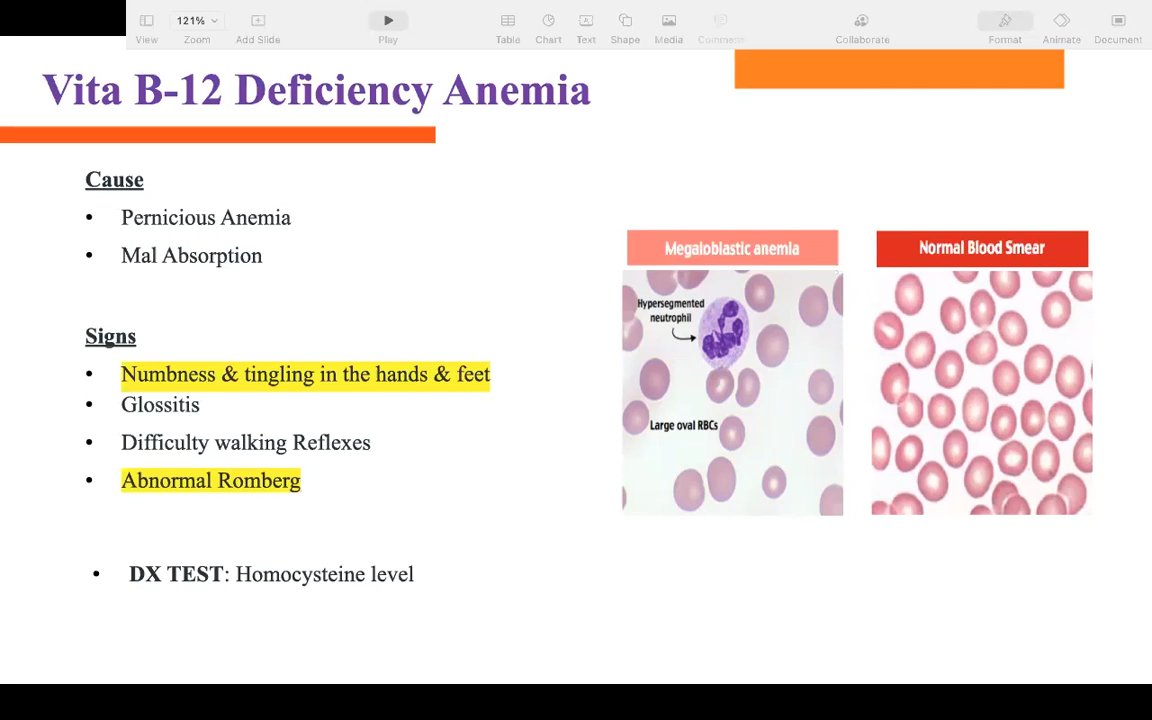 121%
View
Zoom
Add Slide
Play
Table
Chart
Text
Shape
Media
Comment
Collaborate
Format
Animate
Document
Vita B-12 Deficiency Anemia
Cause
• Pernicious Anemia
• Mal Absorption
Signs
• Numbness & tingling in the hands & feet
• Glossitis
• Difficulty walking Reflexes
• Abnormal Romberg
• DX TEST: Homocysteine level
Megaloblastic anemia
Hypersegmented
neutrophil
Large oval RBCs
Normal Blood Smear